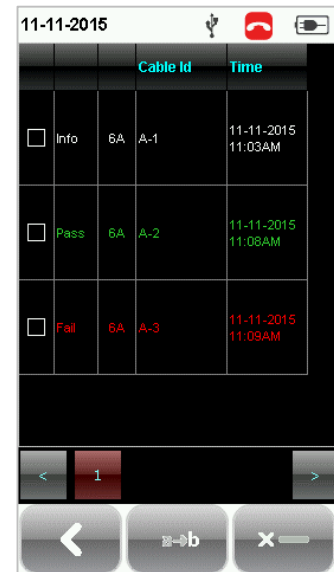 11-11-2015
Cable Id Time
Info 6A A-1 11-11-2015
11:03AM
Pass 6A A-2 11-11-2015
11:08AM
Fail 6A A-3 11-11-2015
11:09AM
< 1 >
a→b